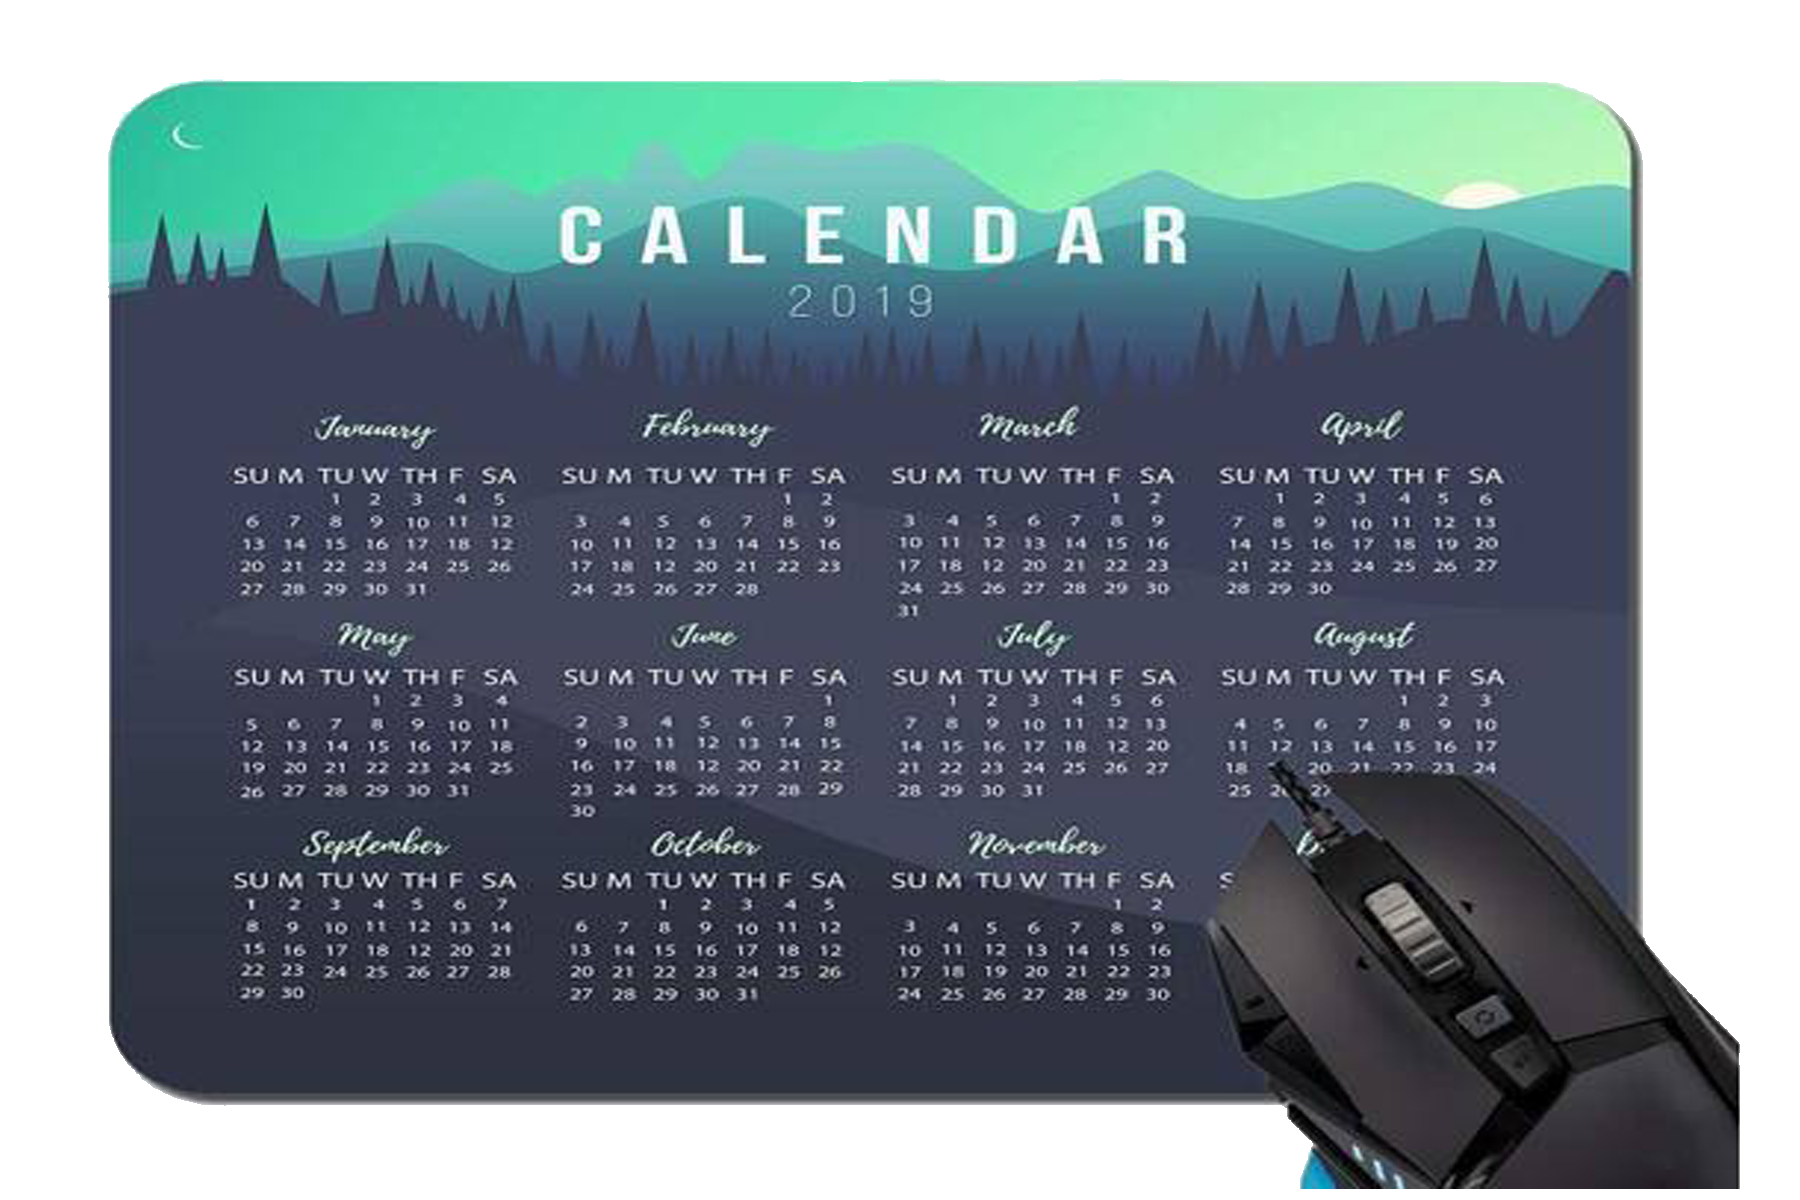 CALENDAR
2019
January
SU M TU W TH F SA
1 2 3 4 5
6 7 8 9 10 11 12
13 14 15 16 17 18 12
20 21 22 23 24 25 26
27 28 29 30 31
February
SU M TU W TH F SA
1 2
3 4 5 6 7 8 9
10 11 12 13 14 15 16
17 18 12 20 21 22 23
24 25 26 27 28
March
SU M TU W TH F SA
1 2
3 4 5 6 7 8 9
10 11 12 13 14 15 16
17 18 12 20 21 22 23
24 25 26 27 28 29 30
31
April
SU M TU W TH F SA
1 2 3 4 5 6
7 8 9 10 11 12 13
14 15 16 17 18 19 20
21 22 23 24 25 26 27
28 29 30
May
SU M TU W TH F SA
1 2 3 4
5 6 7 8 9 10 11
12 13 14 15 16 17 18
19 20 21 22 23 24 25
26 27 28 29 30 31
June
SU M TU W TH F SA
1
2 3 4 5 6 7 8
9 10 11 12 13 14 15
16 17 18 12 20 21 22
23 24 25 26 27 28 29
30
July
SU M TU W TH F SA
1 2 3 4 5 6
7 8 9 10 11 12 13
14 15 16 17 18 12 20
21 22 23 24 25 26 27
28 29 30 31
August
SU M TU W TH F SA
1 2 3
4 5 6 7 8 9 10
11 12 13 14 15 16 17
18 20 21 22 23 24
25 27
September
SU M TU W TH F SA
1 2 3 4 5 6 7
8 9 10 11 12 13 14
15 16 17 18 12 20 21
22 23 24 25 26 27 28
29 30
October
SU M TU W TH F SA
1 2 3 4 5
6 7 8 9 10 11 12
13 14 15 16 17 18 12
20 21 22 23 24 25 26
27 28 29 30 31
November
SU M TU W TH F SA
1 2
3 4 5 6 7 8 9
10 11 12 13 14 15 16
17 18 19 20 21 22 23
24 25 26 27 28 29 30